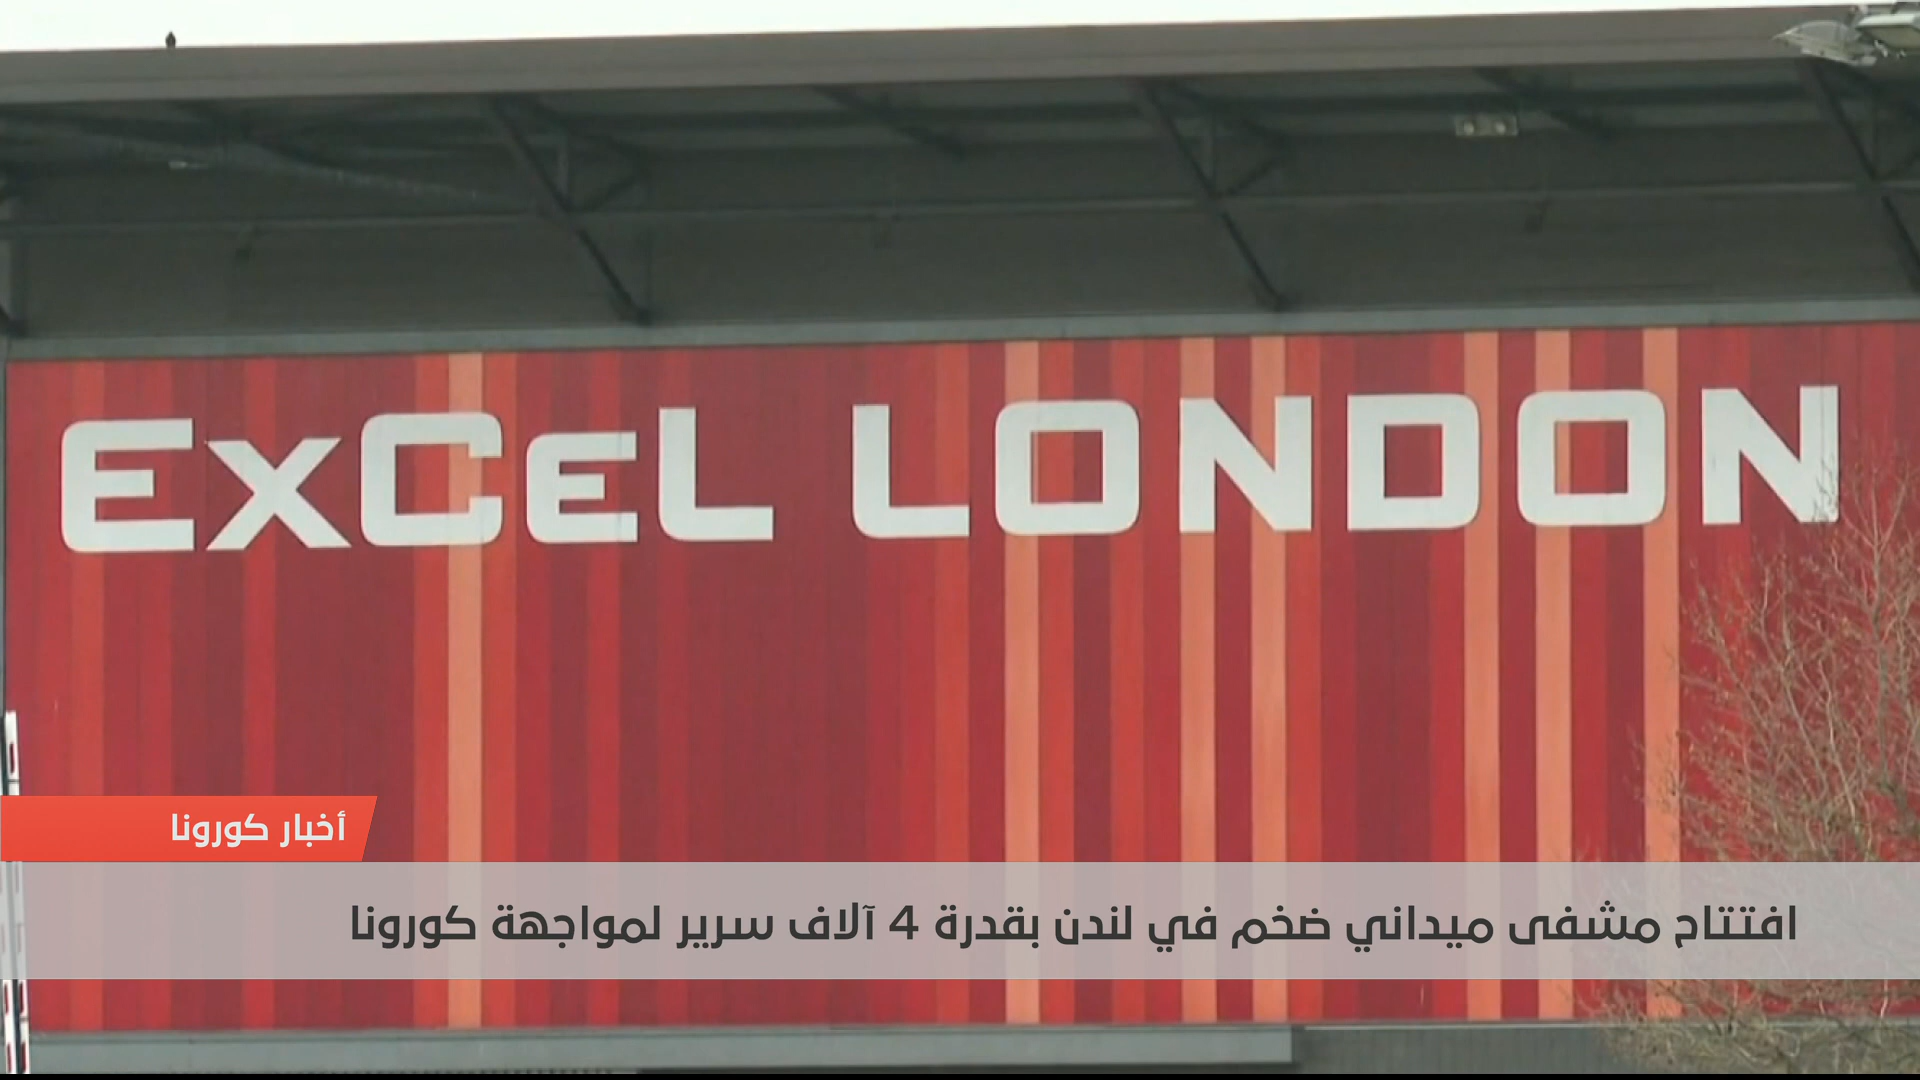 ExCeL LONDON
أخبار كورونا
افتتاح مشفى ميداني ضخم في لندن بقدرة 4 آلاف سرير لمواجهة كورونا